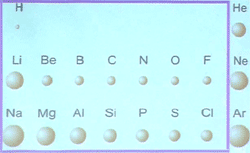 H He
Li Be B C N O F Ne
Na Mg Al Si P S Cl Ar